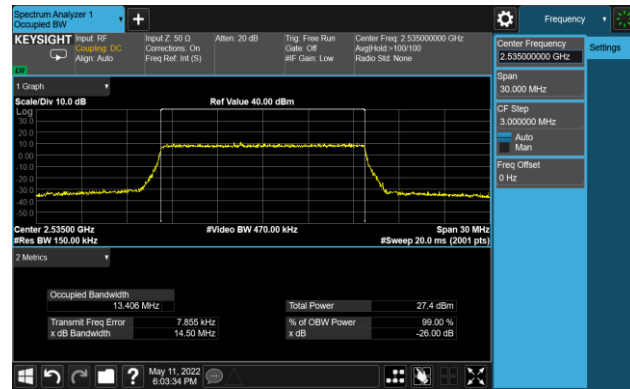 Spectrum Analyzer 1
Occupied BW
Frequency
KEYSIGHT
Input: RF
Coupling: DC
Align: Auto
Input Z: 50 Ω
Corrections: On
Freq Ref: Int (S)
Atten: 20 dB
Trig: Free Run
Gate: Off
#IF Gain: Low
Center Freq: 2.535000000 GHz
Avg|Hold:>100/100
Radio Std: None
Center Frequency
2.535000000 GHz
Settings
Span
30.000 MHz
CF Step
3.000000 MHz
Auto
Man
Freq Offset
0 Hz
1 Graph
Scale/Div 10.0 dB
Ref Value 40.00 dBm
Log
30.0
20.0
10.0
0.00
-10.0
-20.0
-30.0
-40.0
-50.0
Center 2.53500 GHz
#Video BW 470.00 kHz
Span 30 MHz
#Res BW 150.00 kHz
#Sweep 20.0 ms (2001 pts)
2 Metrics
Occupied Bandwidth
13.406 MHz
Total Power 27.4 dBm
Transmit Freq Error 7.855 kHz
% of OBW Power 99.00 %
x dB Bandwidth 14.50 MHz
x dB -26.00 dB
May 11, 2022
6:03:34 PM